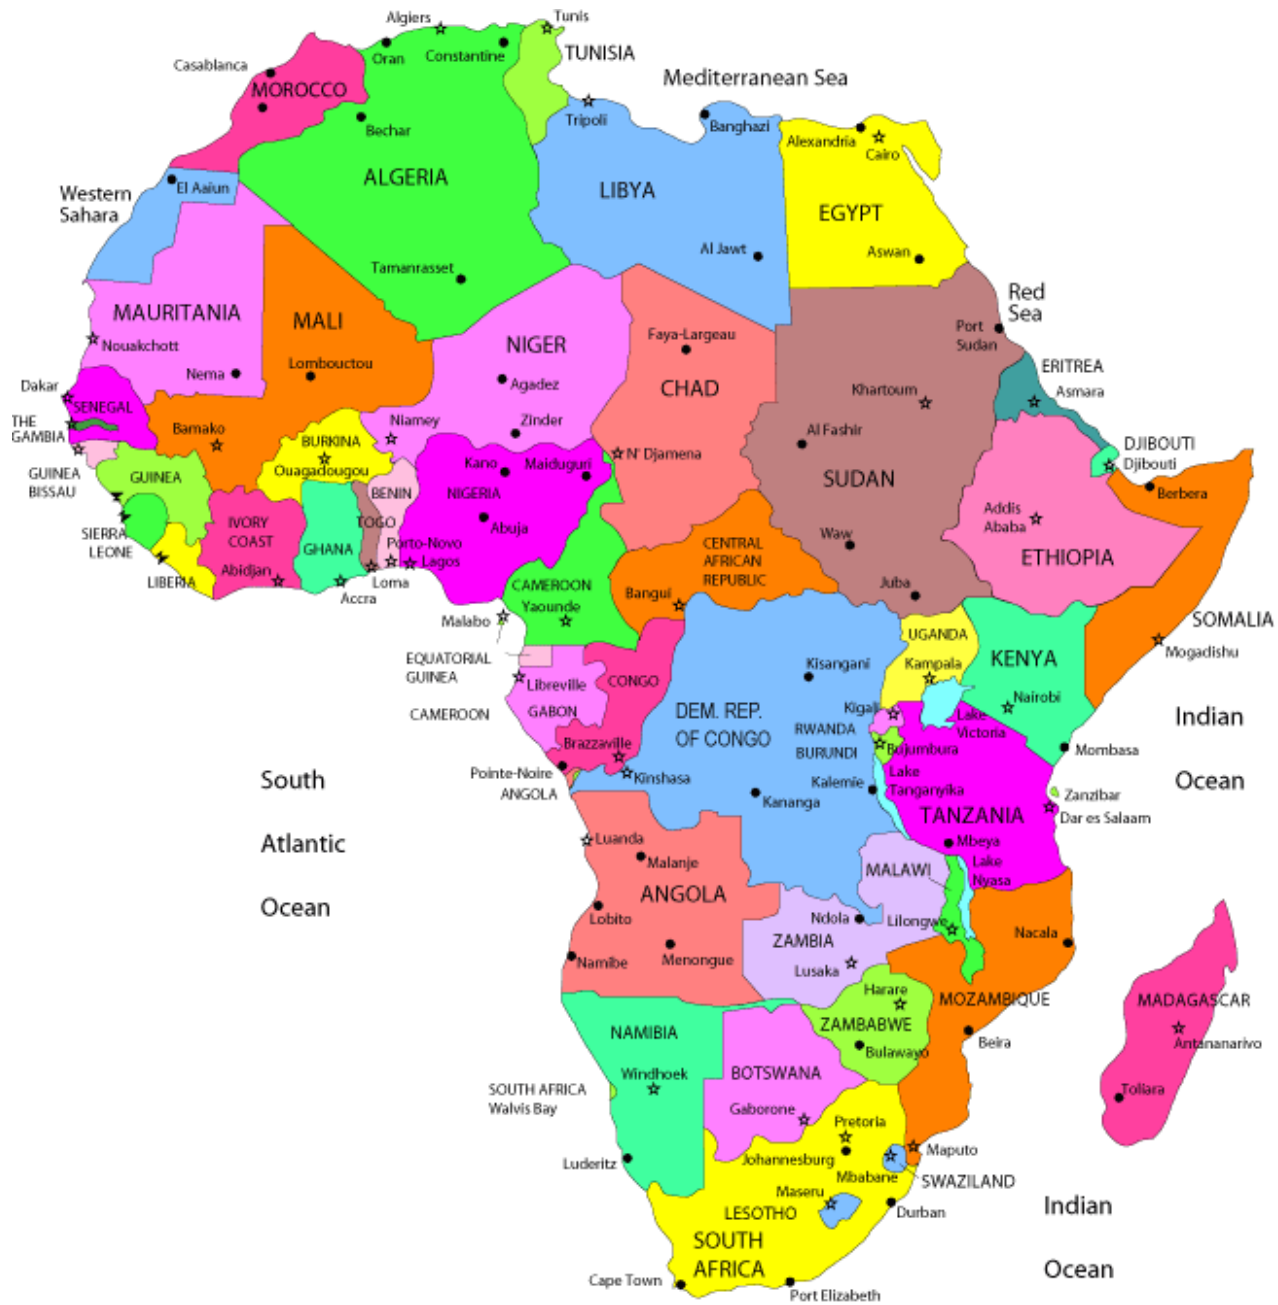 Algiers
Tunis
Oran
Constantine
TUNISIA
Casablanca
Mediterranean Sea
MOROCCO
Tripoli
Banghazi
Bechar
Alexandria
Cairo
ALGERIA
LIBYA
Western
Sahara
El Aaiun
EGYPT
Al Jawt
Aswan
Tamanrasset
Red
Sea
MAURITANIA
MALI
NIGER
Port
Sudan
Nouakchott
Faya-Largeau
Nema
Lombouctou
Agadez
CHAD
Khartoum
ERITREA
Asmara
Dakar
SENEGAL
THE
GAMBIA
Bamako
BURKINA
Ouagadougou
Niamey
Zinder
Al Fashir
DJIBOUTI
Djibouti
GUINEA
BISSAU
GUINEA
Kano
Maiduguri
N' Djamena
SUDAN
BENIN
NIGERIA
Berbera
SIERRA
LEONE
IVORY
COAST
GHANA
TOGO
Abuja
Addis
Ababa
Waw
CENTRAL
AFRICAN
REPUBLIC
ETHIOPIA
Porto-Novo
Lagos
LIBERIA
Abidjan
Accra
Loma
CAMEROON
Yaounde
Bangui
Juba
Malabo
SOMALIA
Mogadishu
UGANDA
Kampala
KENYA
Nairobi
EQUATORIAL
GUINEA
Libreville
CONGO
Kisangani
CAMEROON
GABON
DEM. REP.
OF CONGO
Kigali
RWANDA
BURUNDI
Bujumbura
Lake
Victoria
Indian
Ocean
Mombasa
Brazzaville
Pointe-Noire
ANGOLA
Kinshasa
Kananga
Kalemie
Lake
Tanganyika
Zanzibar
TANZANIA
Dar es Salaam
South
Atlantic
Ocean
Luanda
Malanje
Mbeya
MALAWI
Lake
Nyasa
ANGOLA
Lobito
Ndola
Lilongwe
Nacala
ZAMBIA
Menongue
Namibe
Lusaka
Harare
MOZAMBIQUE
MADAGASCAR
NAMIBIA
ZAMBABWE
Beira
Antananarivo
Bulawayo
Windhoek
BOTSWANA
SOUTH AFRICA
Walvis Bay
Gaborone
Toliara
Pretoria
Luderitz
Johannesburg
Maputo
Mbabane
SWAZILAND
Maseru
LESOTHO
Durban
Indian
Ocean
SOUTH
AFRICA
Cape Town
Port Elizabeth